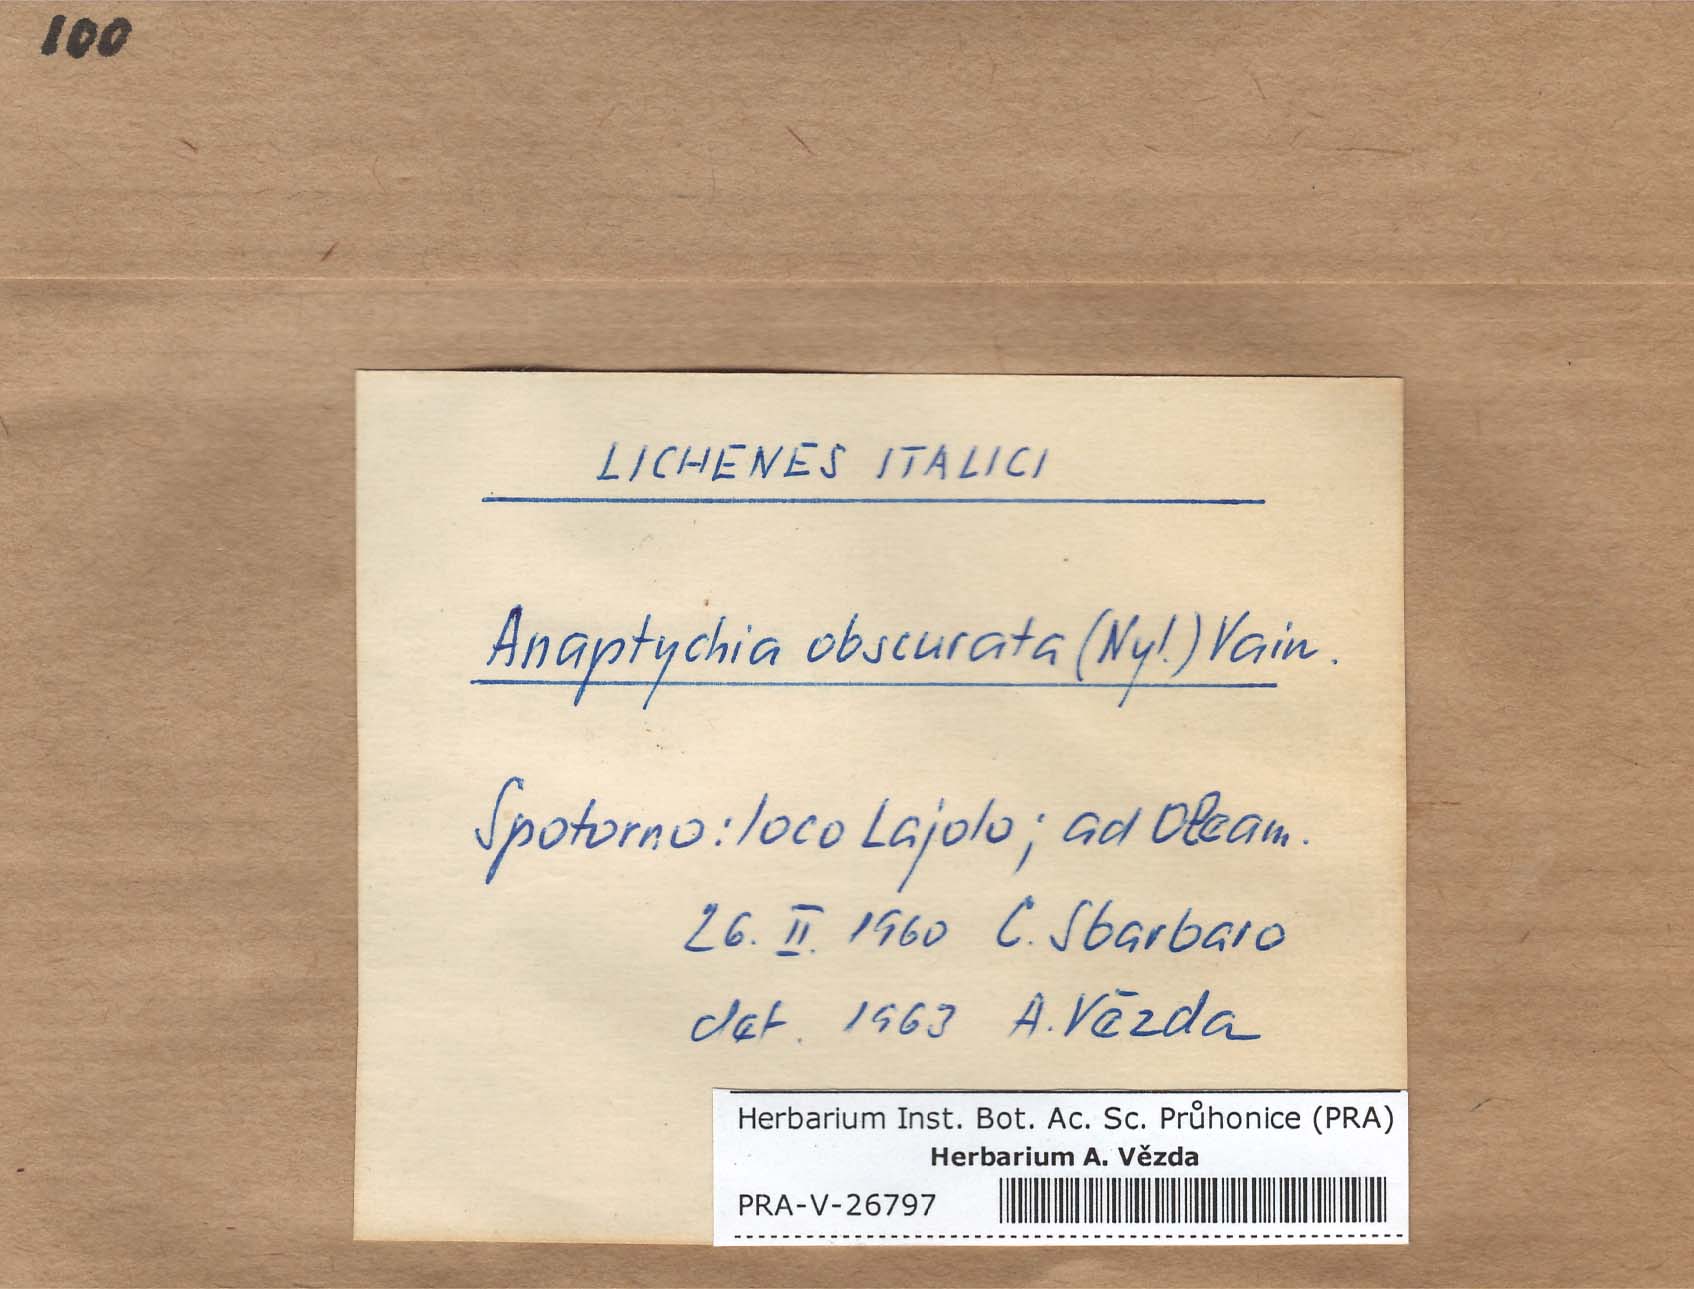 100
LICHENES ITALICI
Anaptychia obscurata (Nyl.) Vain.
Spotorno: loco Lajolo; ad Oleam.
26. II. 1960 C. Sbarbaro
det. 1963 A. Vězda
Herbarium Inst. Bot. Ac. Sc. Průhonice (PRA)
Herbarium A. Vězda
PRA-V-26797